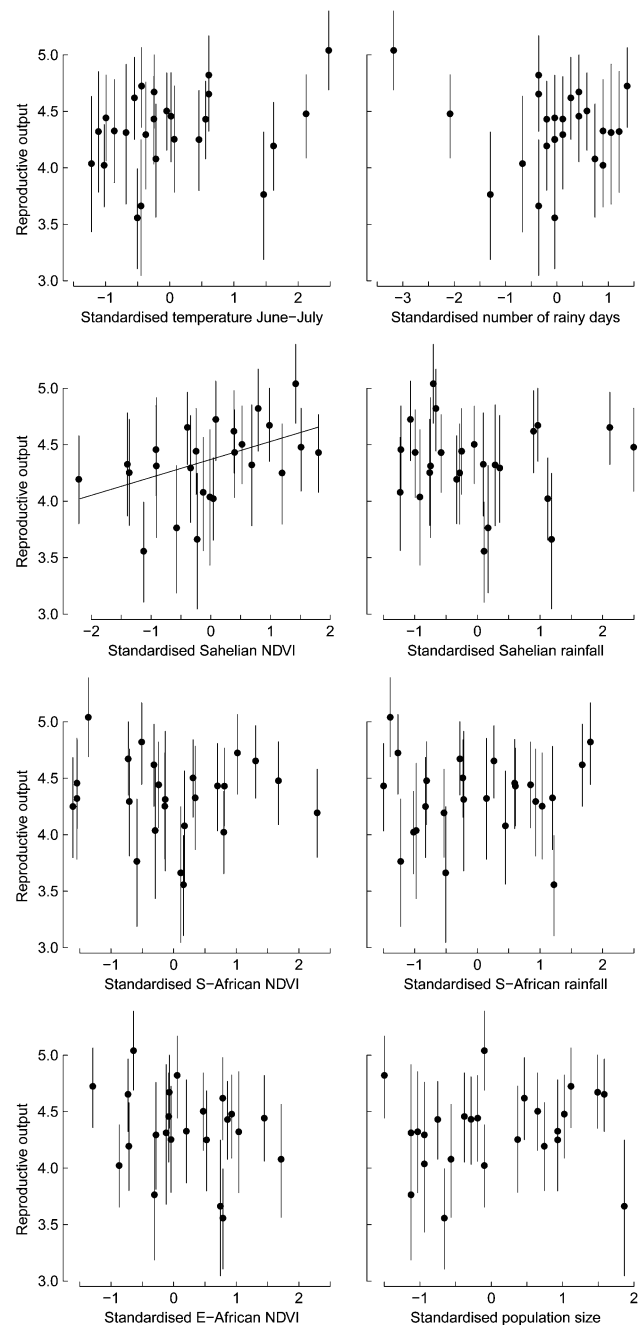 5.0
4.5
4.0
3.5
3.0
Reproductive output
−1 0 1 2
Standardised temperature June−July
−3 −2 −1 0 1
Standardised number of rainy days
5.0
4.5
4.0
3.5
3.0
Reproductive output
−2 −1 0 1 2
Standardised Sahelian NDVI
−1 0 1 2
Standardised Sahelian rainfall
5.0
4.5
4.0
3.5
3.0
Reproductive output
−1 0 1 2
Standardised S−African NDVI
−1 0 1 2
Standardised S−African rainfall
5.0
4.5
4.0
3.5
3.0
Reproductive output
−1 0 1 2
Standardised E−African NDVI
−1 0 1 2
Standardised population size